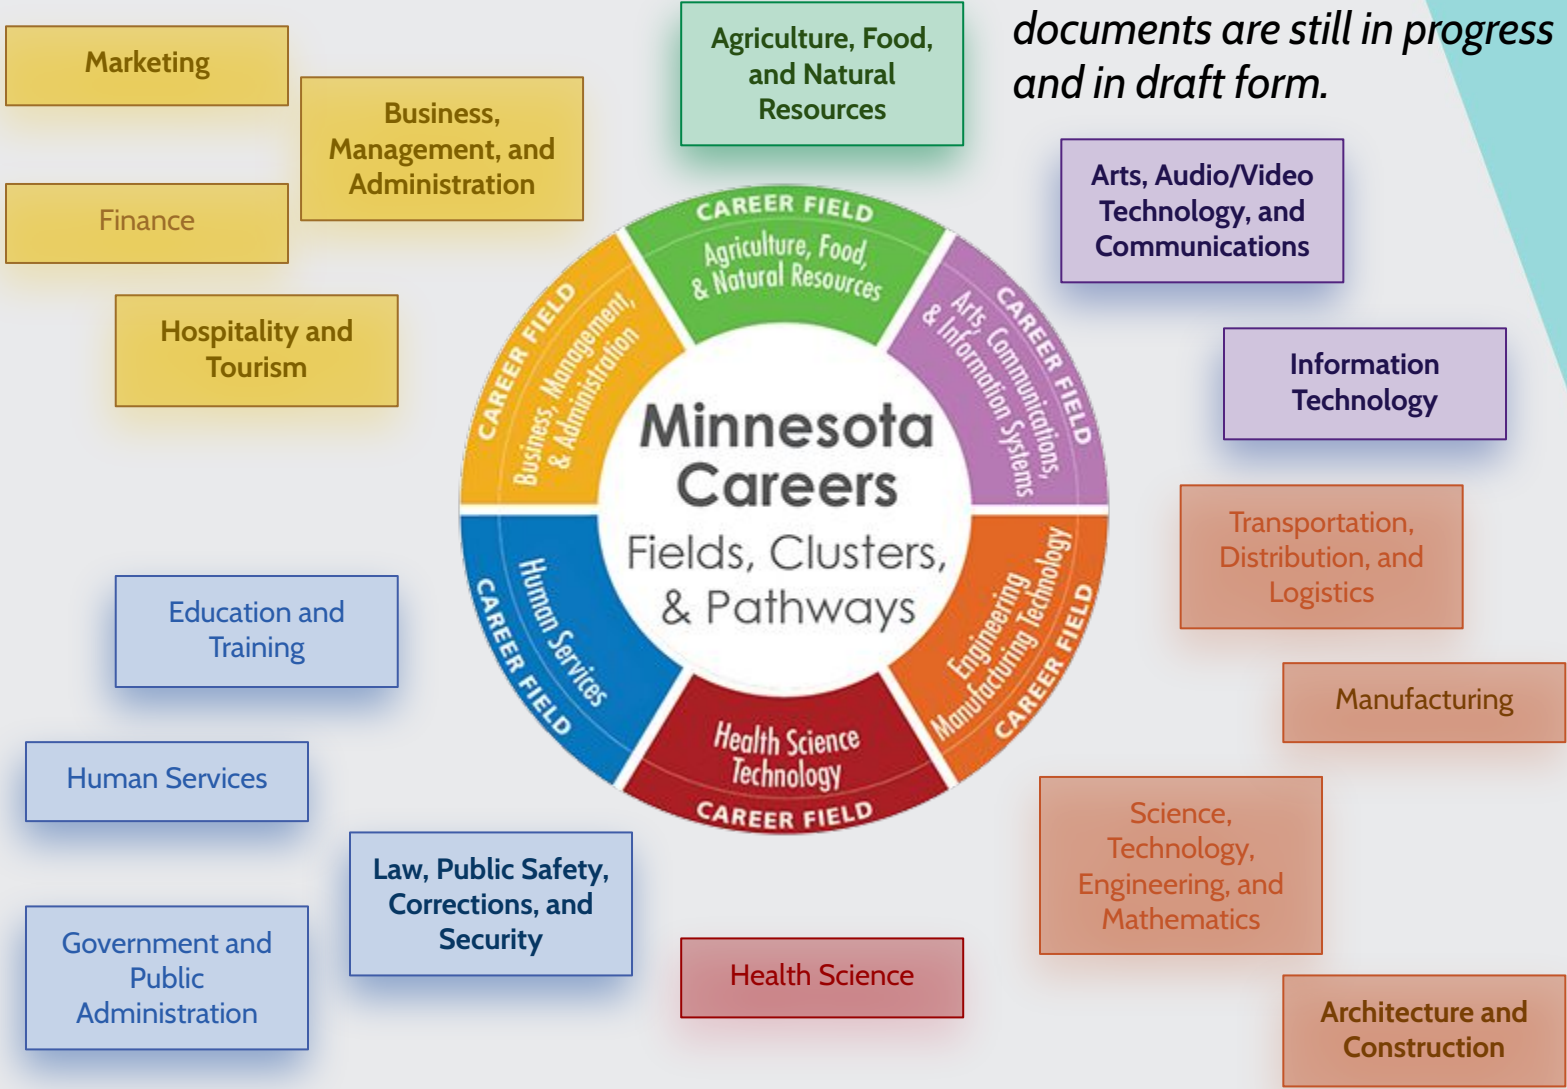 documents are still in progress
and in draft form.
Marketing
Business,
Management, and
Administration
Finance
Hospitality and
Tourism
Agriculture, Food,
and Natural
Resources
Arts, Audio/Video
Technology, and
Communications
Information
Technology
CAREER FIELD
Agriculture, Food,
& Natural Resources
CAREER FIELD
Arts, Communications,
& Information Systems
CAREER FIELD
Business, Management,
& Administration
Minnesota
Careers
Fields, Clusters,
& Pathways
CAREER FIELD
Human Services
Engineering
Manufacturing Technology
CAREER FIELD
Health Science
Technology
CAREER FIELD
Transportation,
Distribution, and
Logistics
Manufacturing
Science,
Technology,
Engineering, and
Mathematics
Architecture and
Construction
Education and
Training
Human Services
Law, Public Safety,
Corrections, and
Security
Government and
Public
Administration
Health Science